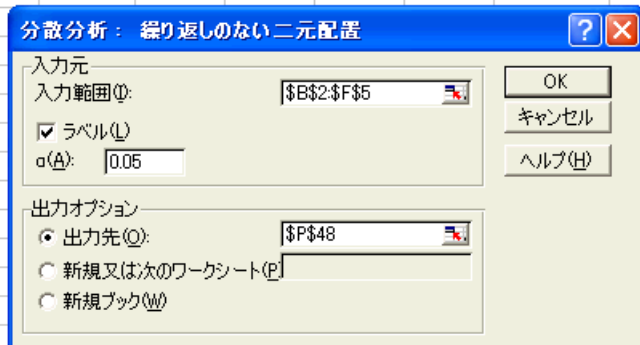 分散分析： 繰り返しのない二元配置
入力元
入力範囲(I):
$B$2:$F$5
ラベル(L)
α(A):
0.05
OK
キャンセル
ヘルプ(H)
出力オプション
出力先(O):
$P$48
新規又は次のワークシート(P)
新規ブック(W)